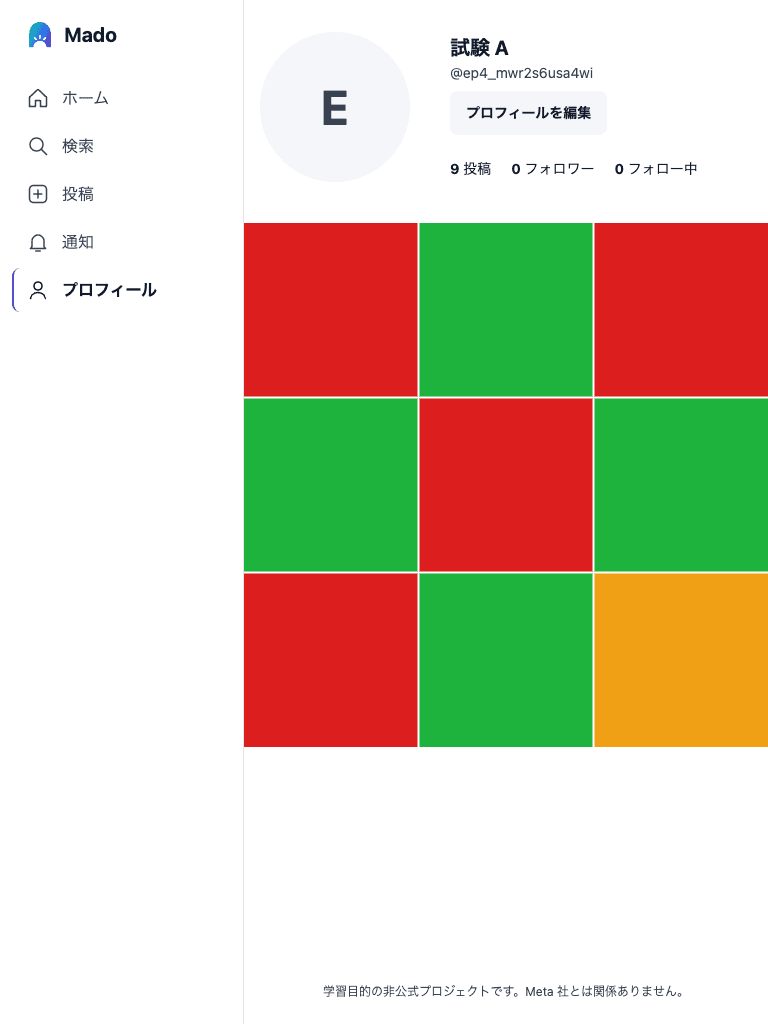 Mado
ホーム
検索
投稿
通知
プロフィール
E
試験 A
@ep4_mwr2s6usa4wi
プロフィールを編集
9 投稿 0 フォロワー 0 フォロー中
学習目的の非公式プロジェクトです。Meta 社とは関係ありません。